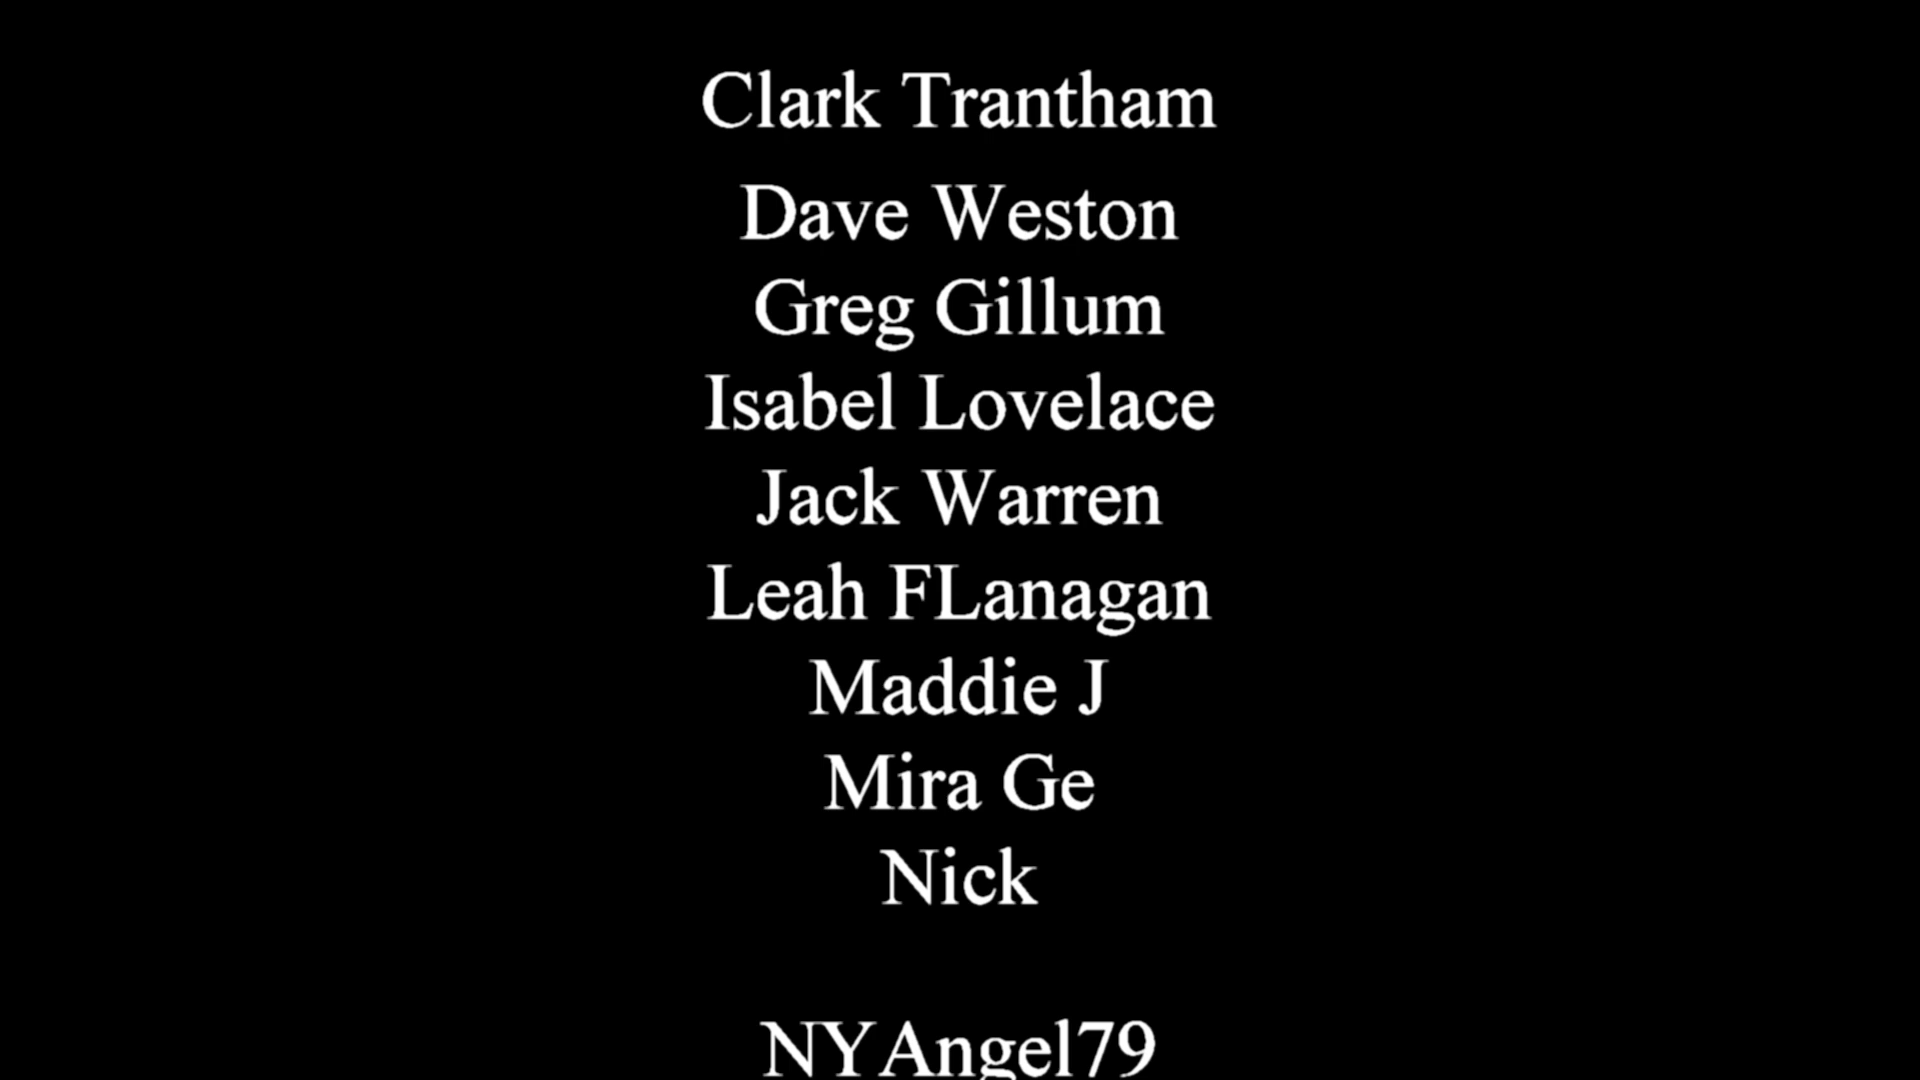 Clark Trantham
Dave Weston
Greg Gillum
Isabel Lovelace
Jack Warren
Leah FLanagan
Maddie J
Mira Ge
Nick
NYAngel79